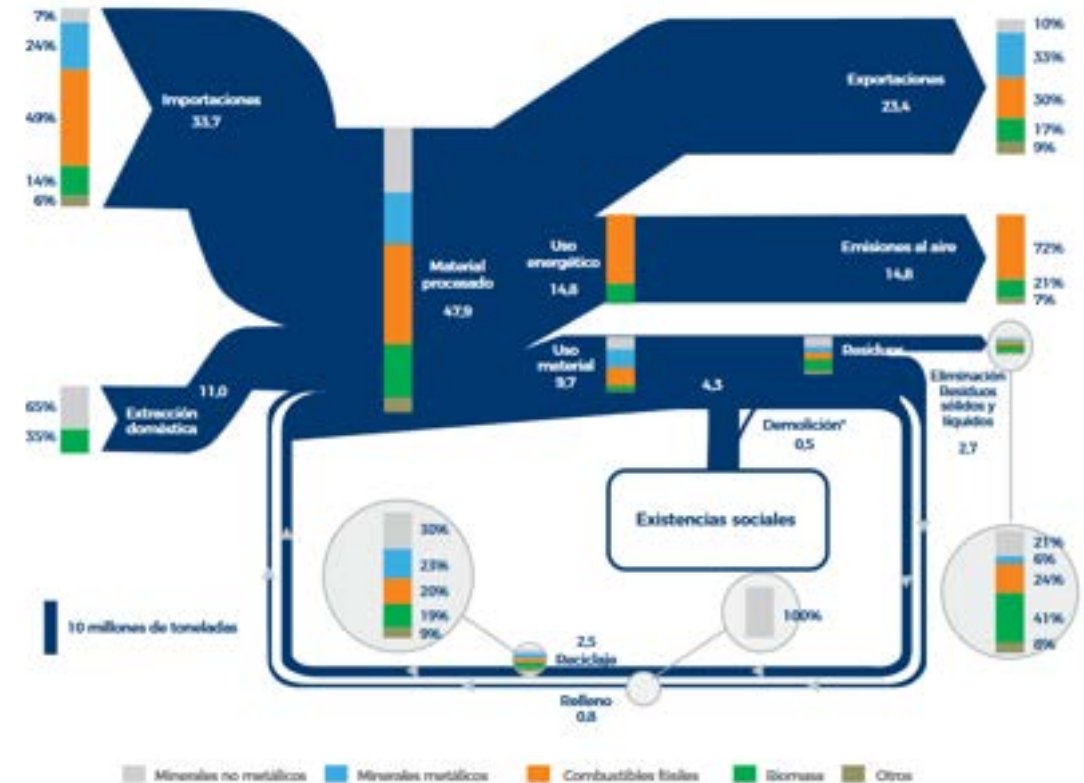 7%
24%
49%
14%
6%
Importaciones
33,7
10%
33%
30%
17%
9%
Exportaciones
23,4
Material
procesado
47,9
Uso
energético
14,8
Emisiones al aire
14,8
72%
21%
7%
Uso
material
9,7
4,3
Residuos
Eliminación
Residuos
sólidos y
líquidos
2,7
11,0
65%
35%
Extrección
doméstica
Demolición*
0,5
Existencias sociales
30%
23%
20%
19%
9%
100%
21%
6%
24%
41%
8%
10 millones de toneladas
2,5
Reciclaje
Relleno
0,8
Minerales no metálicos
Minerales metálicos
Combustibles fósiles
Biomasa
Otros